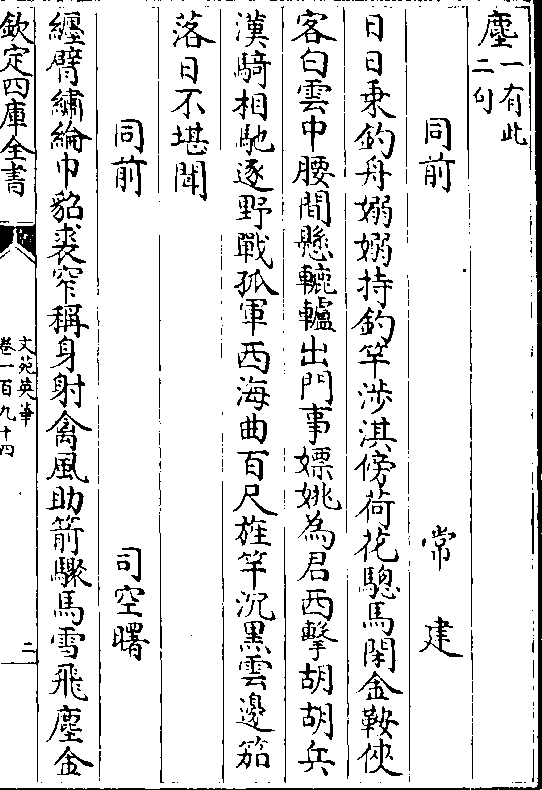 塵一有此
二句
同前 常建
日日乗釣舟嫋嫋持釣竿渉淇傍荷花驄馬閑金鞍俠
客白雲中腰間懸轆轤出門事嫖姚為君西擊胡胡兵
漢騎相馳逐野戰孤軍西海曲百尺旌竿沉黑雲邊笳
落日不堪聞
同前 司空曙
纏臂繡綸巾貂裘窄稱身射禽風助箭驟馬雪飛塵金
欽定四庫全書
文苑英華
卷一百九十四
二